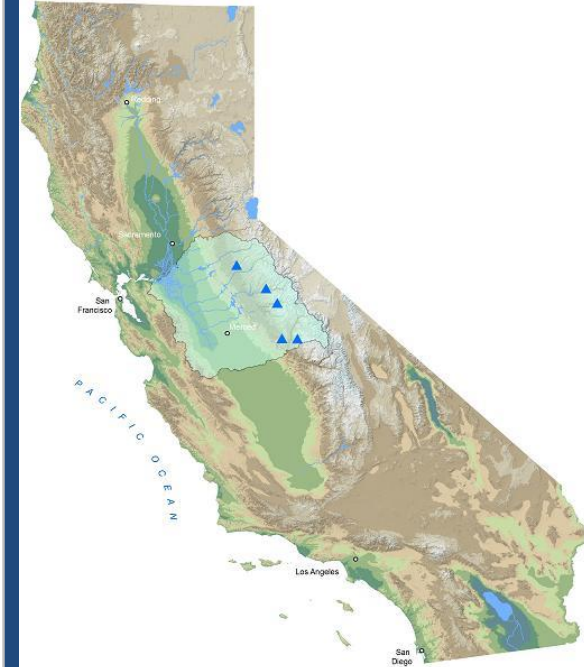 Redding
Sacramento
San
Francisco
Merced
PACIFIC OCEAN
Los Angeles
San
Diego